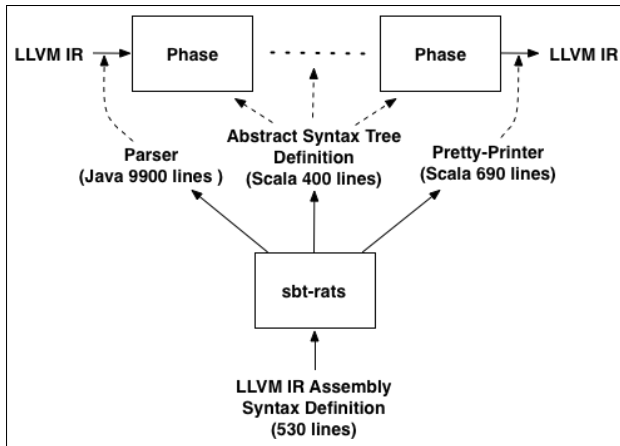 LLVM IR
Phase
Phase
LLVM IR
Abstract Syntax Tree
Definition
(Scala 400 lines)
Parser
(Java 9900 lines )
Pretty-Printer
(Scala 690 lines)
sbt-rats
LLVM IR Assembly
Syntax Definition
(530 lines)